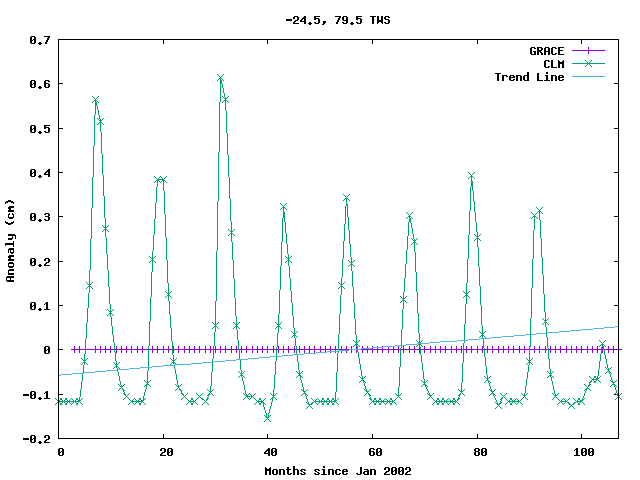 -24.5, 79.5 TWS
0.7
0.6
0.5
0.4
0.3
0.2
0.1
0
-0.1
-0.2
Anomaly (cm)
GRACE
CLM
Trend Line
0 20 40 60 80 100
Months since Jan 2002